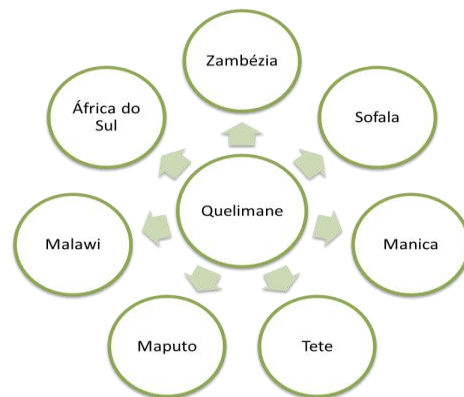 Zambézia
África do
Sul
Sofala
Quelimane
Malawi
Manica
Maputo
Tete